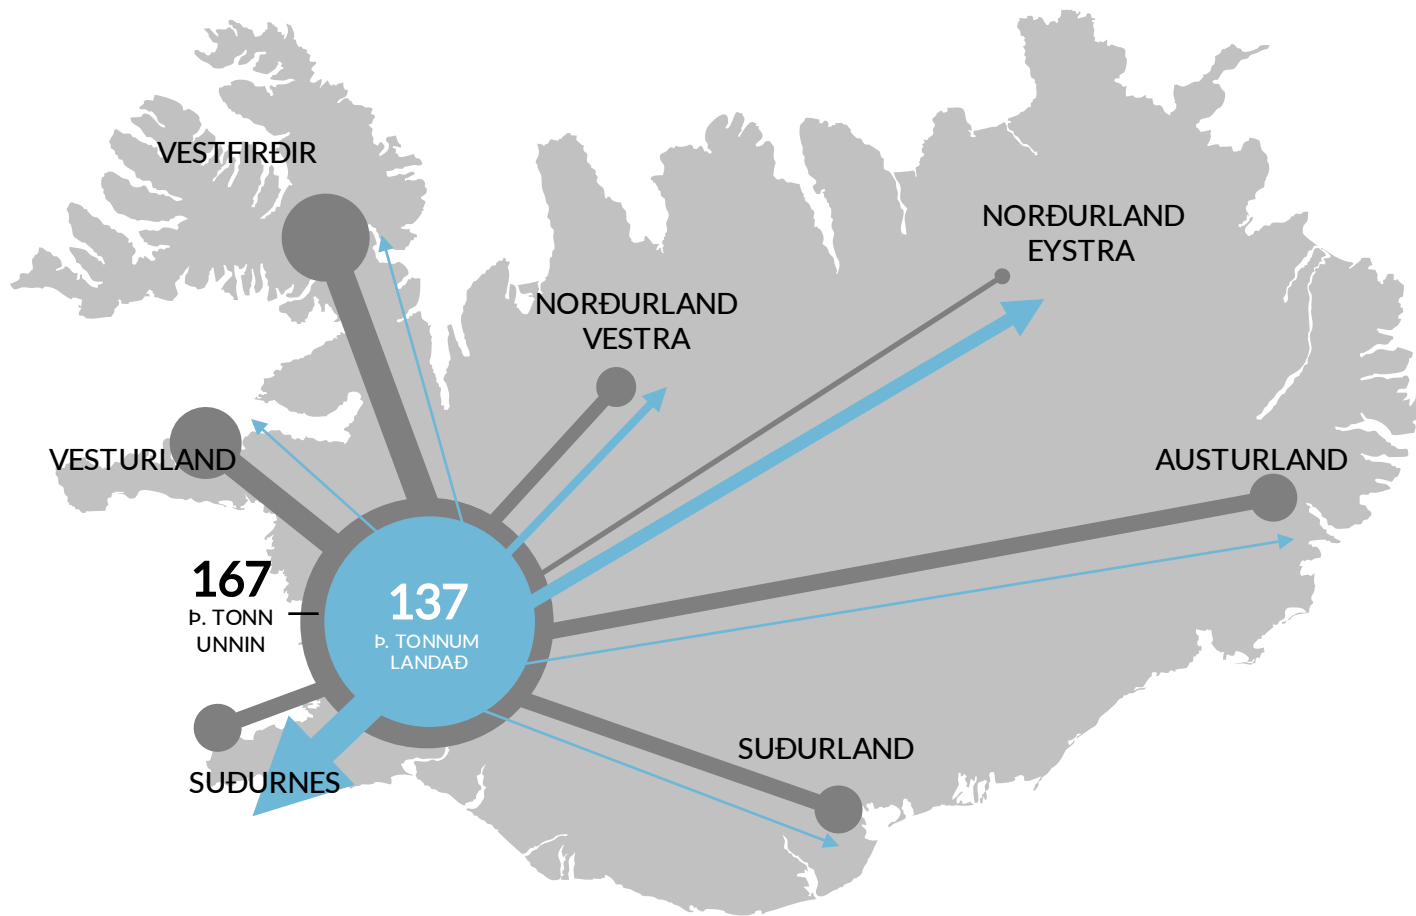 VESTFIRÐIR
NORÐURLAND
EYSTRA
NORÐURLAND
VESTRA
VESTURLAND
AUSTURLAND
167
Þ. TONN
UNNIN
137
Þ. TONNUM
LANDAÐ
SUÐURLAND
SUÐURNES